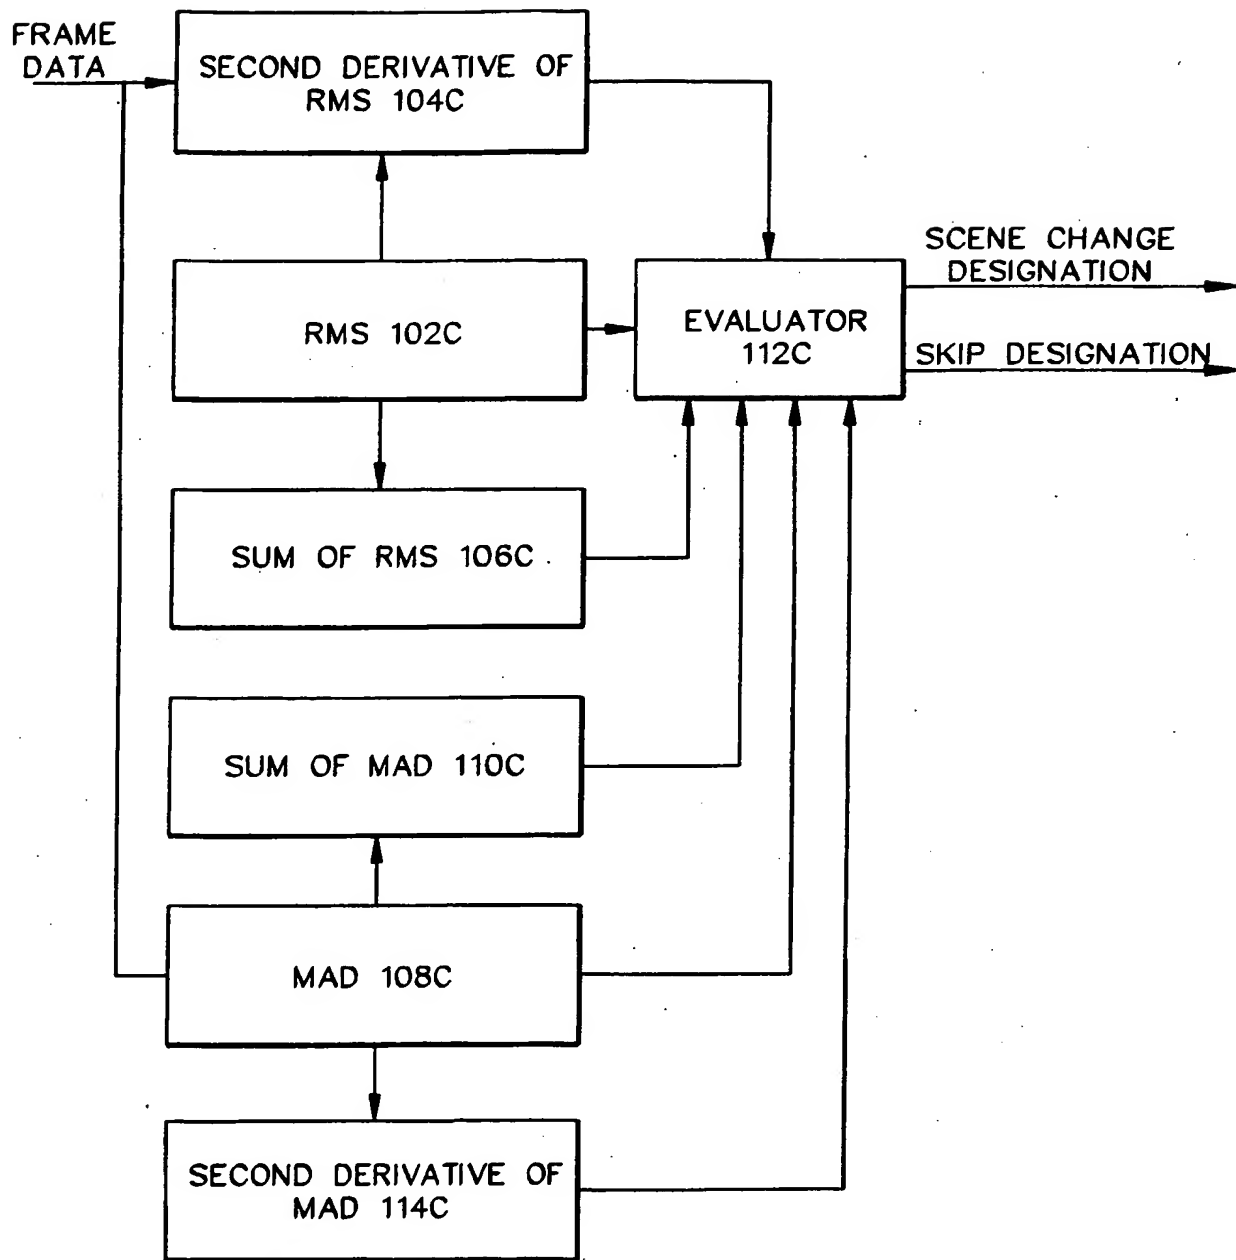 FRAME
DATA
SECOND DERIVATIVE OF
RMS 104C
RMS 102C
EVALUATOR
112C
SCENE CHANGE
DESIGNATION
SKIP DESIGNATION
SUM OF RMS 106C
SUM OF MAD 110C
MAD 108C
SECOND DERIVATIVE OF
MAD 114C